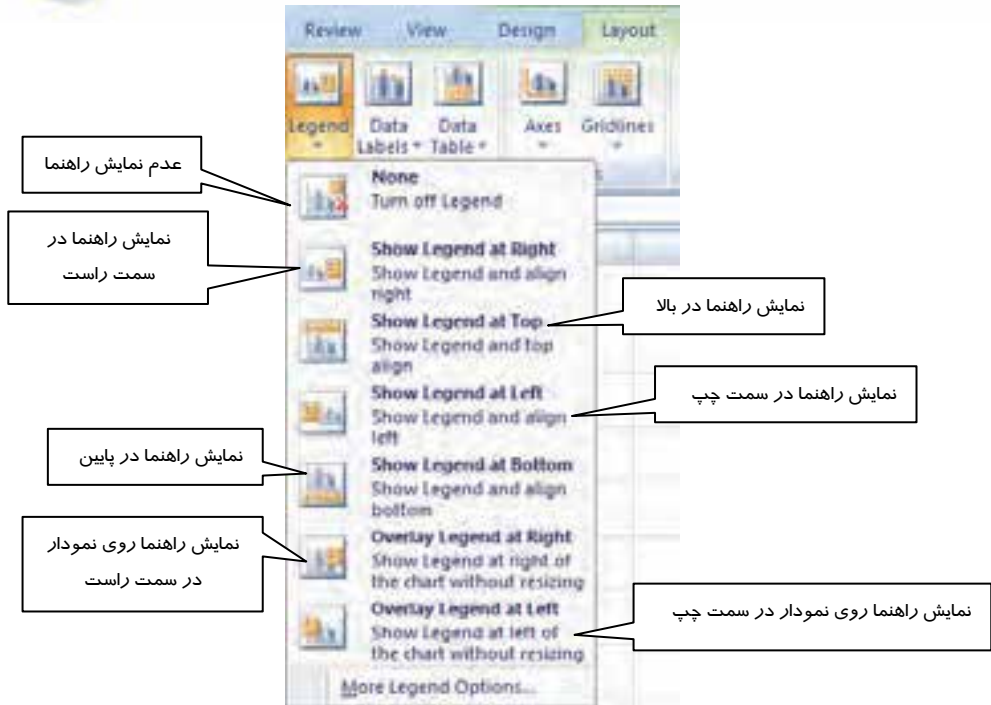 Review View Design Layout
Legend Data Labels Data Table Axes Gridlines
None
Turn off Legend
عدم نمایش راهنما
Show Legend at Right
Show Legend and align
right
نمایش راهنما در
سمت راست
Show Legend at Top
Show Legend and top
align
نمایش راهنما در بالا
Show Legend at Left
Show Legend and align
left
نمایش راهنما در سمت چپ
Show Legend at Bottom
Show Legend and align
bottom
نمایش راهنما در پایین
Overlay Legend at Right
Show Legend at right of
the chart without resizing
نمایش راهنما روی نمودار
در سمت راست
Overlay Legend at Left
Show Legend at left of
the chart without resizing
نمایش راهنما روی نمودار در سمت چپ
More Legend Options...